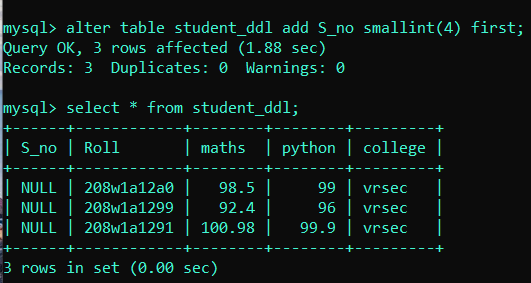 mysql> alter table student_ddl add S_no smallint(4) first;
Query OK, 3 rows affected (1.88 sec)
Records: 3  Duplicates: 0  Warnings: 0
mysql> select * from student_ddl;
+------+------------+--------+--------+---------+
| S_no | Roll       | maths  | python | college |
+------+------------+--------+--------+---------+
| NULL | 208w1a12a0 |   98.5 |     99 | vrsec   |
| NULL | 208w1a1299 |   92.4 |     96 | vrsec   |
| NULL | 208w1a1291 | 100.98 |   99.9 | vrsec   |
+------+------------+--------+--------+---------+
3 rows in set (0.00 sec)